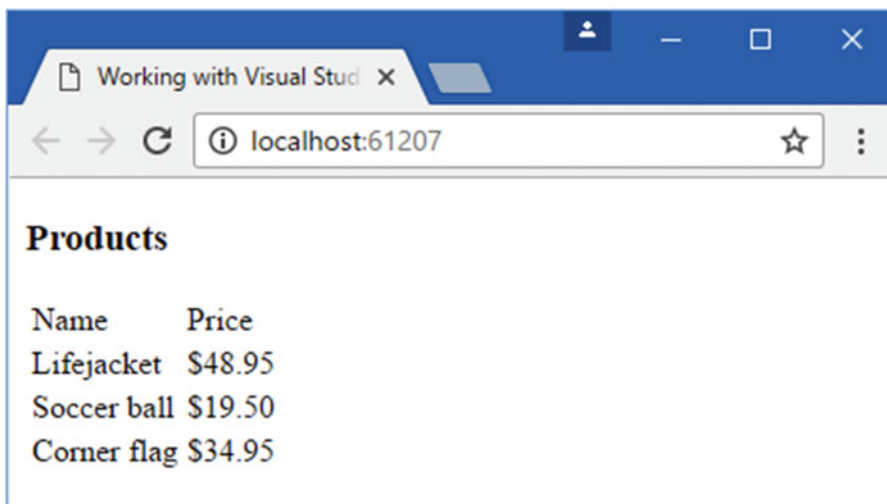 Working with Visual Stud
localhost:61207
Products
Name Price
Lifejacket $48.95
Soccer ball $19.50
Corner flag $34.95